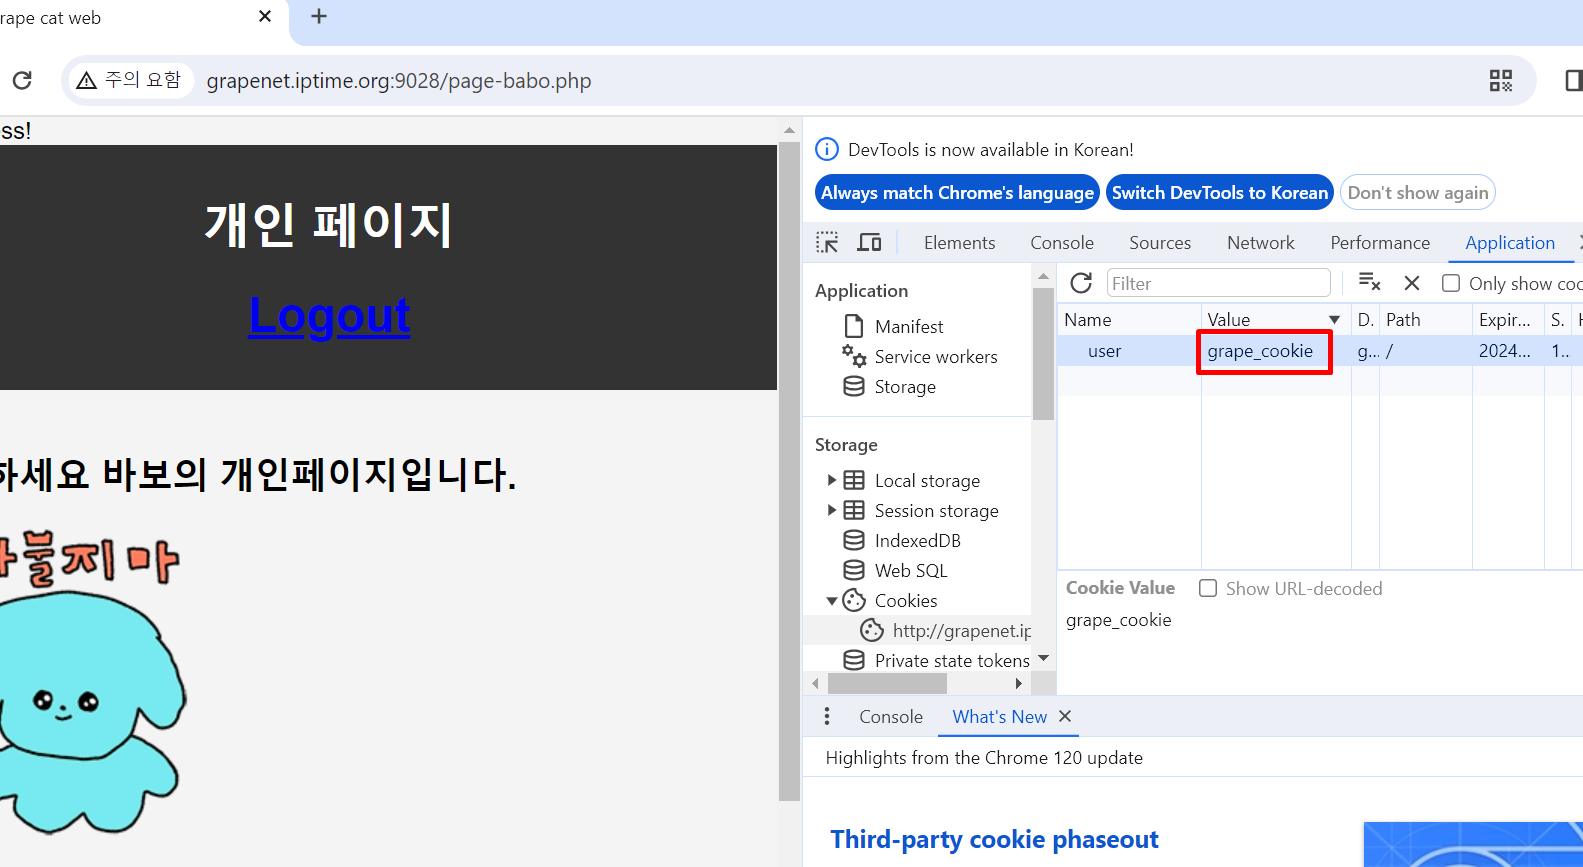 rape cat web
주의 요함
grapenet.iptime.org:9028/page-babo.php
ss!
개인 페이지
Logout
하세요 바보의 개인페이지입니다.
물지마
DevTools is now available in Korean!
Always match Chrome's language
Switch DevTools to Korean
Don't show again
Elements
Console
Sources
Network
Performance
Application
Application
Manifest
Service workers
Storage
Storage
Local storage
Session storage
IndexedDB
Web SQL
Cookies
http://grapenet.ip
Private state tokens
Filter
Only show coo
Name Value D. Path Expir... S.
user grape_cookie g... / 2024... 1..
Cookie Value Show URL-decoded
grape_cookie
Console What's New
Highlights from the Chrome 120 update
Third-party cookie phaseout